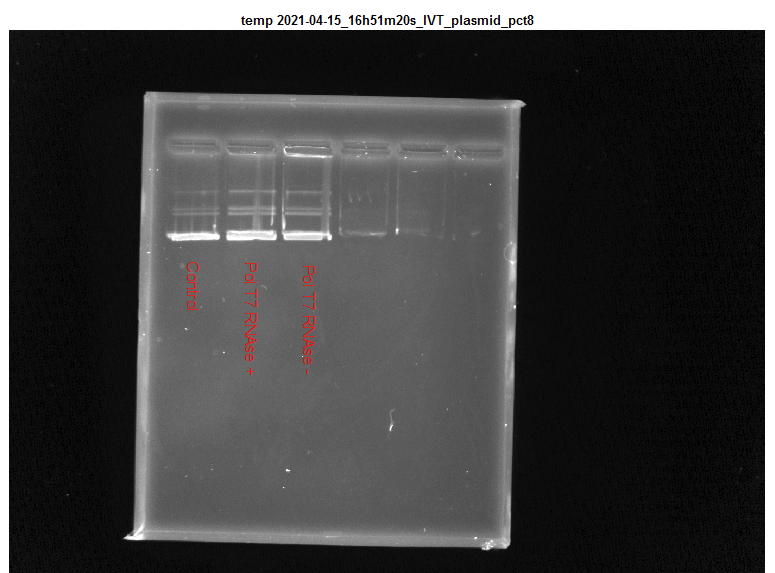 temp 2021-04-15_16h51m20s_IVT_plasmid_pct8
Control
Pol T7 RNAse +
Pol T7 RNAse -